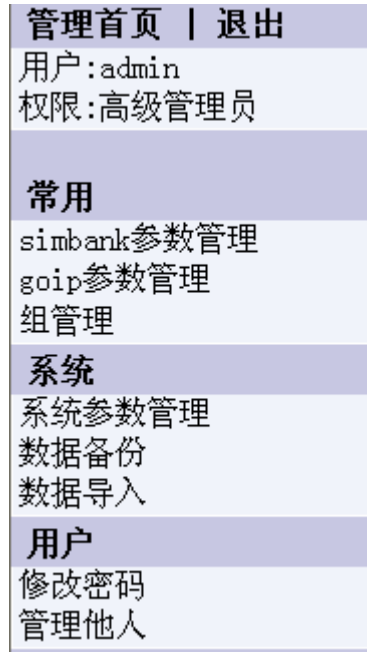 管理首页 | 退出
用户:admin
权限:高级管理员
常用
simbank参数管理
goip参数管理
组管理
系统
系统参数管理
数据备份
数据导入
用户
修改密码
管理他人